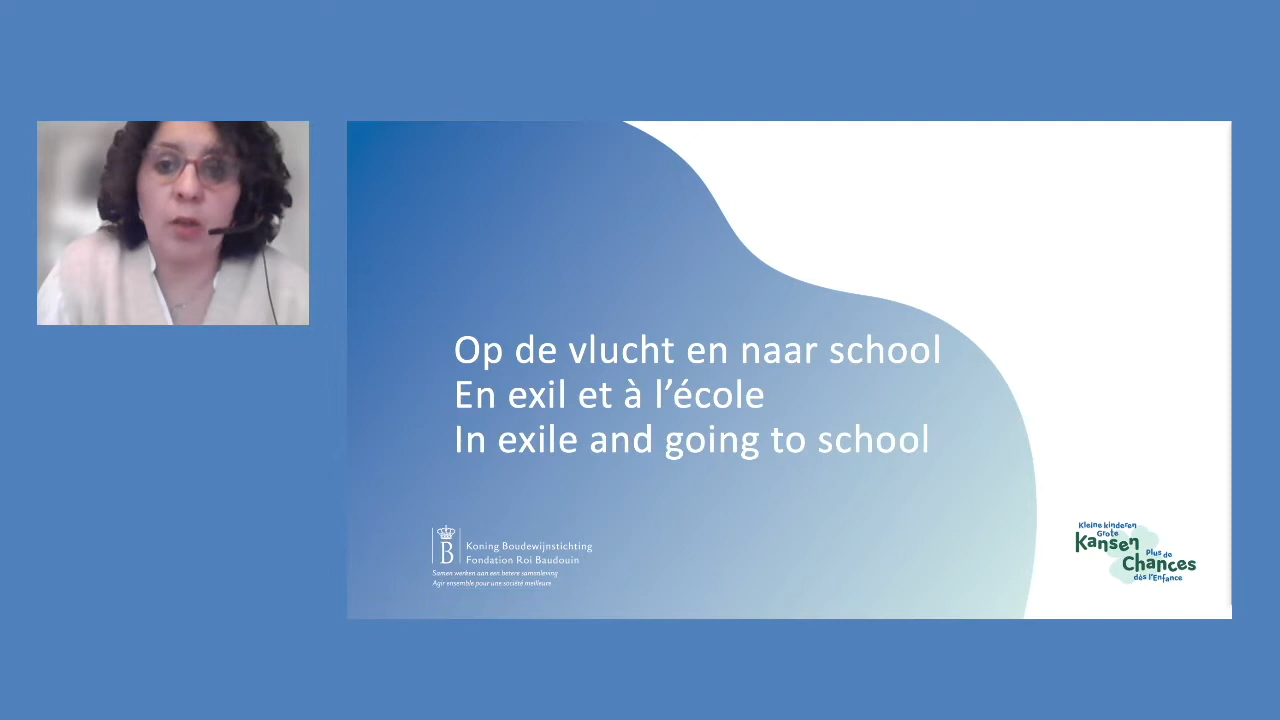 Op de vlucht en naar school
En exil et à l’école
In exile and going to school
B
Koning Boudewijnstichting
Fondation Roi Baudouin
Samen werken aan een betere samenleving
Agir ensemble pour une société meilleure
Kleine kinderen
Grote
Kansen
Plus de
Chances
dès l'Enfance